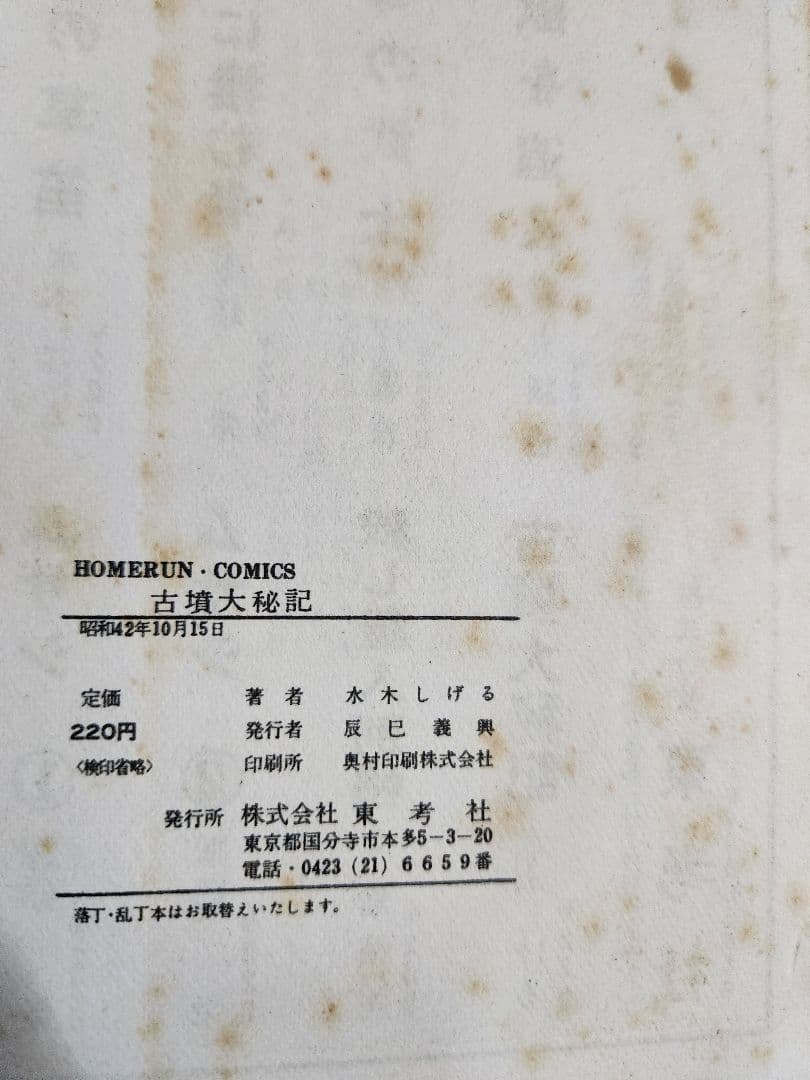 HOMERUN・COMICS
古墳大秘記
昭和42年10月15日
定価　著者　水木しげる
220円　発行者　辰巳義興
〈検印省略〉　印刷所　奥村印刷株式会社
発行所　株式会社　東考社
東京都国分寺市本多5−3−20
電話・0423（21）6659番
落丁・乱丁本はお取替えいたします。